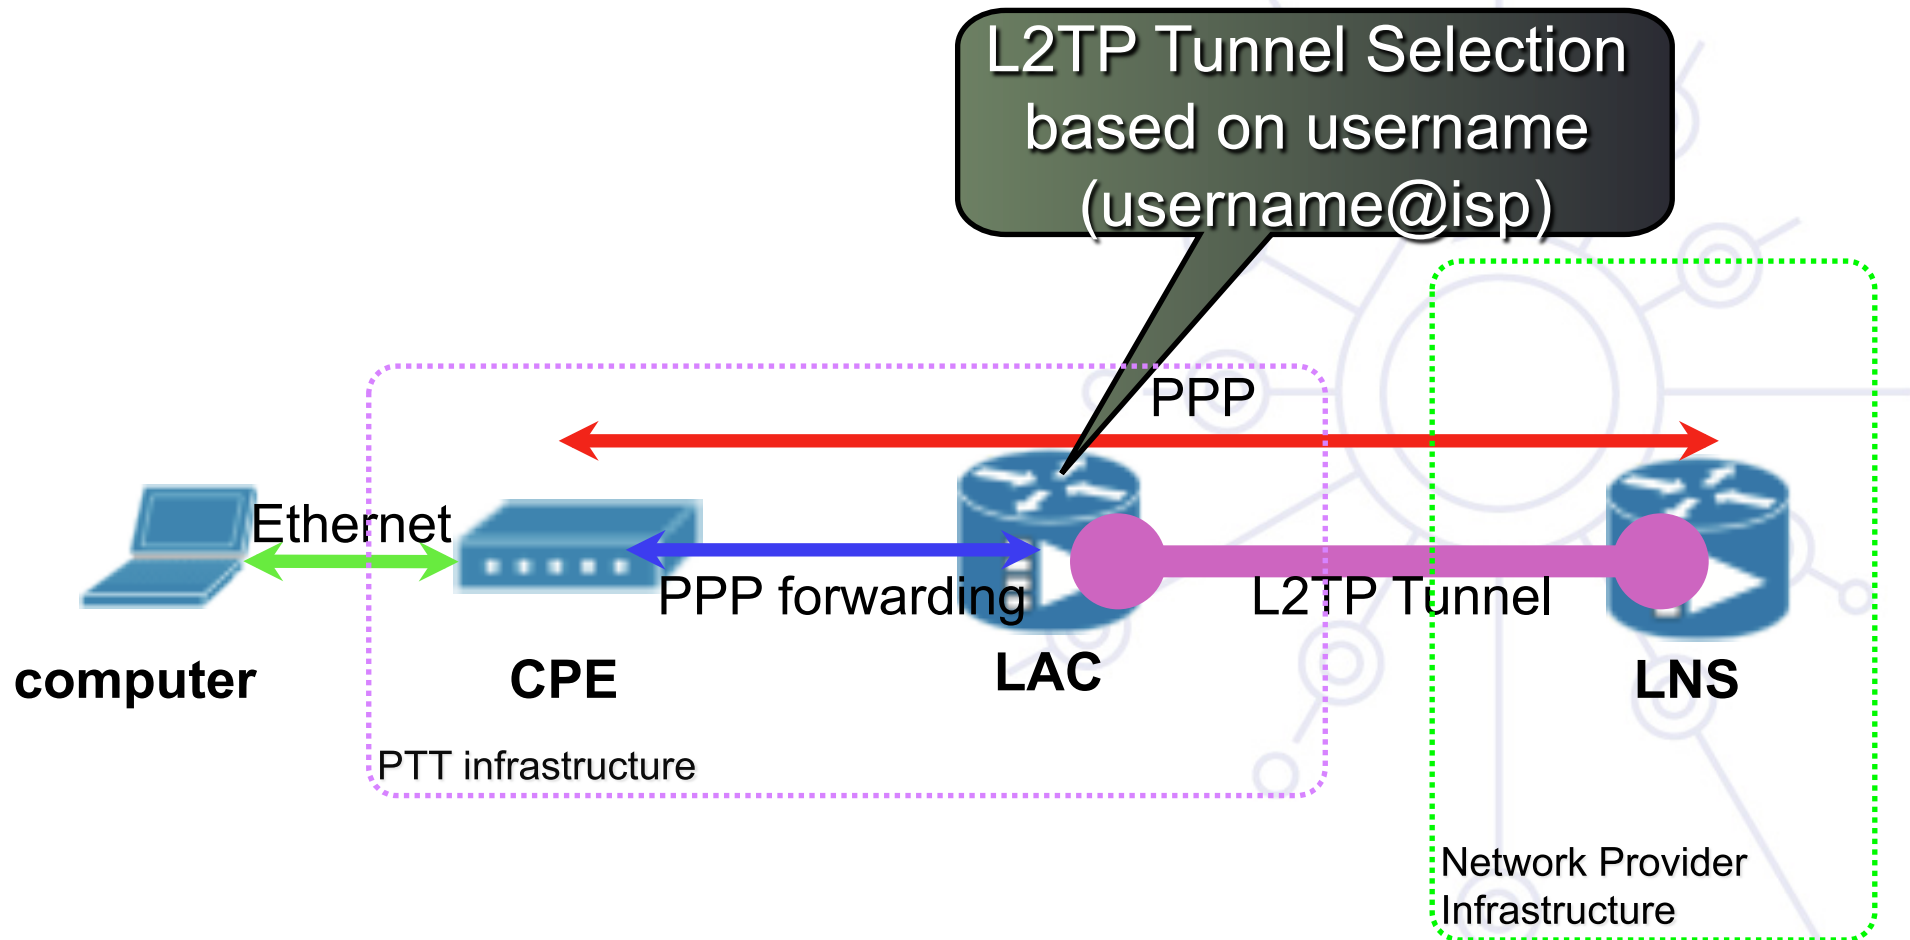 L2TP Tunnel Selection
based on username
(username@isp)
PPP
Ethernet
PPP forwarding
L2TP Tunnel
computer
CPE
LAC
LNS
PTT infrastructure
Network Provider
Infrastructure